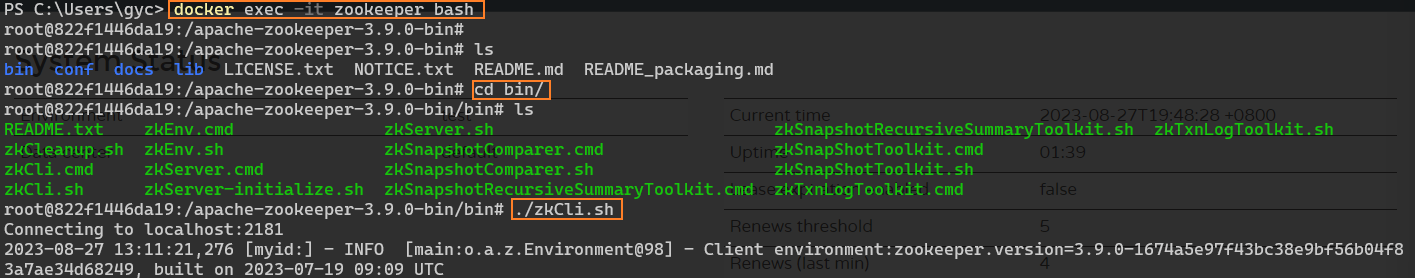 PS C:\Users\gyc> docker exec -it zookeeper bash
root@822f1446da19:/apache-zookeeper-3.9.0-bin#
root@822f1446da19:/apache-zookeeper-3.9.0-bin# ls
bin  conf  docs  lib  LICENSE.txt  NOTICE.txt  README.md  README_packaging.md
System Status
root@822f1446da19:/apache-zookeeper-3.9.0-bin# cd bin/
root@822f1446da19:/apache-zookeeper-3.9.0-bin/bin# ls
Environment test Current time 2023-08-27T19:48:28 +0800
README.txt  zkEnv.cmd  zkServer.sh  zkSnapshotRecursiveSummaryToolkit.sh  zkTxnLogToolkit.sh
zkCleanup.sh  zkEnv.sh  zkSnapshotComparer.cmd  zkSnapShotToolkit.cmd
Uptime 01:39
zkCli.cmd  zkServer.cmd  zkSnapshotComparer.sh  zkSnapShotToolkit.sh
zkCli.sh  zkServer-initialize.sh  zkSnapshotRecursiveSummaryToolkit.cmd  zkTxnLogToolkit.cmd
false
root@822f1446da19:/apache-zookeeper-3.9.0-bin/bin# ./zkCli.sh
Renews threshold 5
Connecting to localhost:2181
2023-08-27 13:11:21,276 [myid:] - INFO  [main:o.a.z.Environment@98] - Client environment:zookeeper.version=3.9.0-1674a5e97f43bc38e9bf56b04f8
3a7ae34d68249, built on 2023-07-19 09:09 UTC
Renews (last min) 4